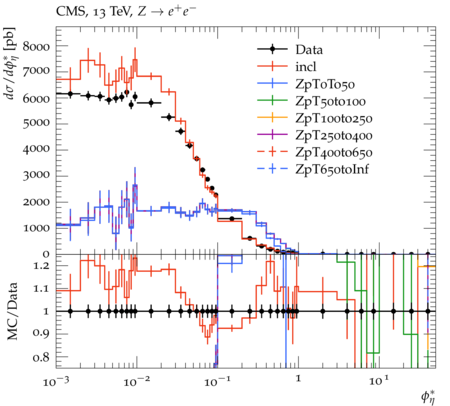 CMS, 13 TeV, Z → e⁺e⁻
dσ/dϕ*η [pb]
8000
7000
6000
5000
4000
3000
2000
1000
0
Data
incl
ZpT0To50
ZpT50to100
ZpT100to250
ZpT250to400
ZpT400to650
ZpT650toInf
MC/Data
1.2
1.1
1
0.9
0.8
10⁻³ 10⁻² 10⁻¹ 1 10¹
ϕ*η